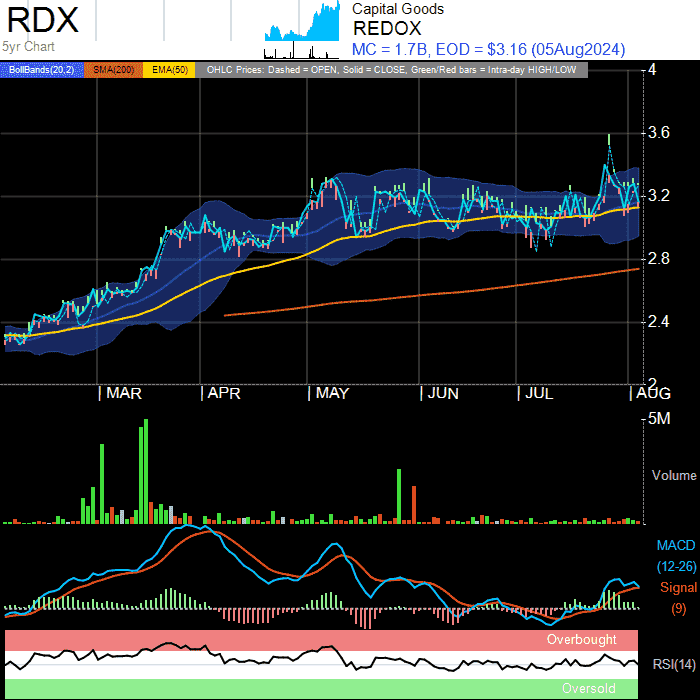 RDX
5yr Chart
Capital Goods
REDOX
MC = 1.7B, EOD = $3.16 (05Aug2024)
BollBands(20,2) SMA(200) EMA(50) OHLC Prices: Dashed = OPEN, Solid = CLOSE, Green/Red bars = Intra-day HIGH/LOW
4
3.6
3.2
2.8
2.4
2
| MAR | APR | MAY | JUN | JUL | AUG
5M
Volume
MACD
(12-26)
Signal
(9)
Overbought
RSI(14)
Oversold